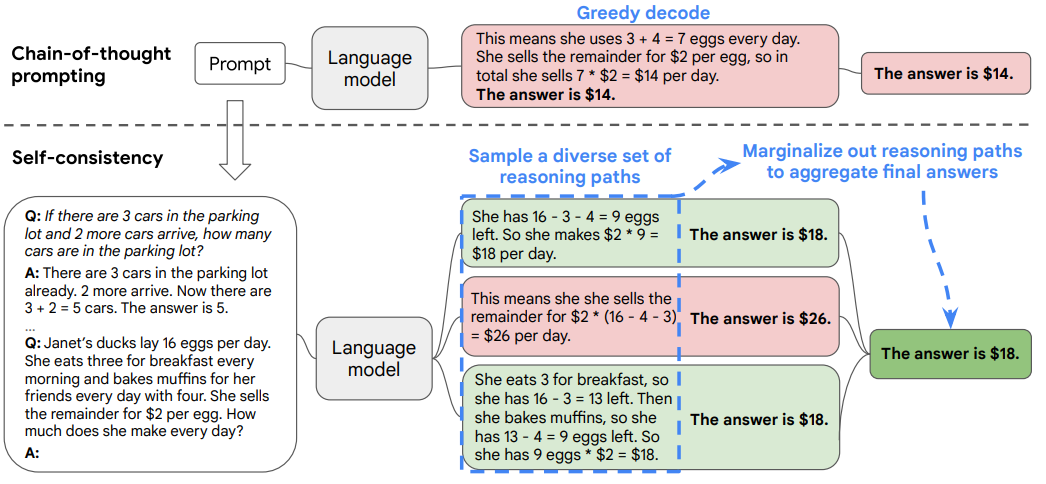 Greedy decode
Chain-of-thought
prompting
Prompt
Language
model
This means she uses 3 + 4 = 7 eggs every day.
She sells the remainder for $2 per egg, so in
total she sells 7 * $2 = $14 per day.
The answer is $14.
The answer is $14.
Self-consistency
Sample a diverse set of
reasoning paths
Marginalize out reasoning paths
to aggregate final answers
Q: If there are 3 cars in the parking
lot and 2 more cars arrive, how many
cars are in the parking lot?
A: There are 3 cars in the parking lot
already. 2 more arrive. Now there are
3 + 2 = 5 cars. The answer is 5.
...
Q: Janet's ducks lay 16 eggs per day.
She eats three for breakfast every
morning and bakes muffins for her
friends every day with four. She sells
the remainder for $2 per egg. How
much does she make every day?
A:
Language
model
She has 16 - 3 - 4 = 9 eggs
left. So she makes $2 * 9 =
$18 per day.
The answer is $18.
This means she she sells the
remainder for $2 * (16 - 4 - 3)
= $26 per day.
The answer is $26.
She eats 3 for breakfast, so
she has 16 - 3 = 13 left. Then
she bakes muffins, so she
has 13 - 4 = 9 eggs left. So
she has 9 eggs * $2 = $18.
The answer is $18.
The answer is $18.